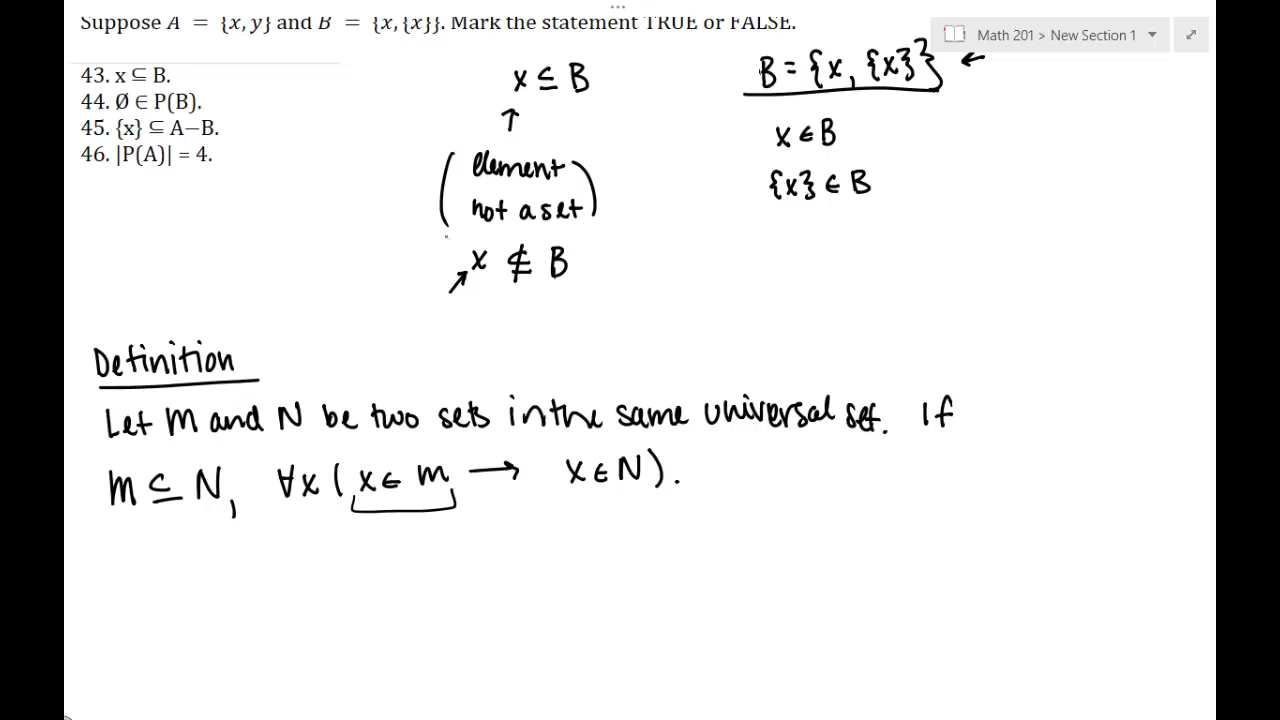 Suppose A = {x, y} and B = {x, {x}}. Mark the statement TRUE or FALSE.
Math 201 > New Section 1
43. x ⊆ B.
44. Ø ∈ P(B).
45. {x} ⊆ A−B.
46. |P(A)| = 4.
x ⊆ B
↑
( element
not a set )
x ⊈ B
B = {x, {x}} ←
x ∈ B
{x} ∈ B
Definition
Let M and N be two sets in the same universal set. If
M ⊆ N, ∀x ( x ∈ M → x ∈ N ).